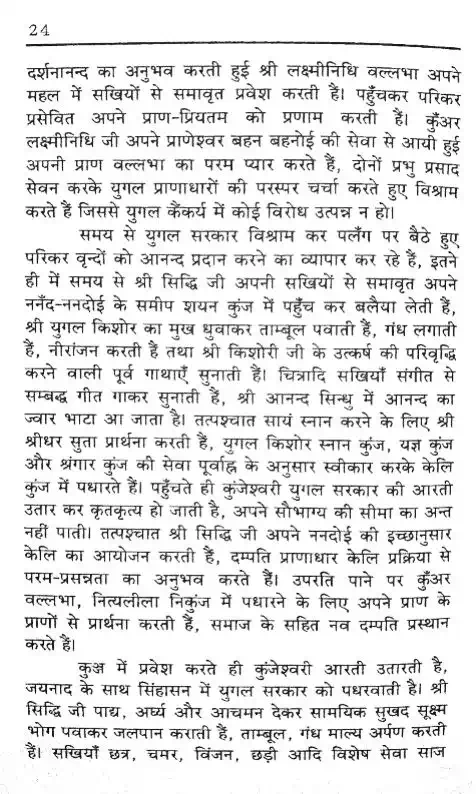 24
दर्शनानन्द का अनुभव करती हुई श्री लक्ष्मीनिधि वल्लभा अपने
महल में सखियों से समावृत प्रवेश करती हैं। पहुँचकर परिकर
प्रसेवित अपने प्राण-प्रियतम को प्रणाम करती हैं। कुँअर
लक्ष्मीनिधि जी अपने प्राणेश्वर बहन बहनोई की सेवा से आयी हुई
अपनी प्राण वल्लभा का परम प्यार करते हैं, दोनों प्रभु प्रसाद
सेवन करके युगल प्राणाधारों की परस्पर चर्चा करते हुए विश्राम
करते हैं जिससे युगल कैंकर्य में कोई विरोध उत्पन्न न हो।
समय से युगल सरकार विश्राम कर पलँग पर बैठे हुए
परिकर वृन्दों को आनन्द प्रदान करने का व्यापार कर रहे हैं, इतने
ही में समय से श्री सिद्धि जी अपनी सखियों से समावृत अपने
ननँद-ननदोई के समीप शयन कुंज में पहुँच कर बलैया लेती हैं,
श्री युगल किशोर का मुख धुवाकर ताम्बूल पवाती हैं, गंध लगाती
हैं, नीरांजन करती हैं तथा श्री किशोरी जी के उत्कर्ष की परिवृद्धि
करने वाली पूर्व गाथाएँ सुनाती हैं। चित्रादि सखियाँ संगीत से
सम्बद्ध गीत गाकर सुनाती हैं, श्री आनन्द सिन्धु में आनन्द का
ज्वार भाटा आ जाता है। तत्पश्चात सायं स्नान करने के लिए श्री
श्रीधर सुता प्रार्थना करती हैं, युगल किशोर स्नान कुंज, यज्ञ कुंज
और श्रंगार कुंज की सेवा पूर्वाह्न के अनुसार स्वीकार करके केलि
कुंज में पधारते हैं। पहुँचते ही कुंजेश्वरी युगल सरकार की आरती
उतार कर कृतकृत्य हो जाती है, अपने सौभाग्य की सीमा का अन्त
नहीं पाती। तत्पश्चात श्री सिद्धि जी अपने ननदोई की इच्छानुसार
केलि का आयोजन करती हैं, दम्पति प्राणाधार केलि प्रक्रिया से
परम-प्रसन्नता का अनुभव करते हैं। उपरति पाने पर कुँअर
वल्लभा, नित्यलीला निकुंज में पधारने के लिए अपने प्राण के
प्राणों से प्रार्थना करती हैं, समाज के सहित नव दम्पति प्रस्थान
करते हैं।
कुञ्ज में प्रवेश करते ही कुंजेश्वरी आरती उतारती है,
जयनाद के साथ सिंहासन में युगल सरकार को पधरवाती है। श्री
सिद्धि जी पाद्य, अर्घ्य और आचमन देकर सामयिक सुखद सूक्ष्म
भोग पवाकर जलपान कराती हैं, ताम्बूल, गंध माल्य अर्पण करती
हैं। सखियाँ छत्र, चमर, विंजन, छड़ी आदि विशेष सेवा साज